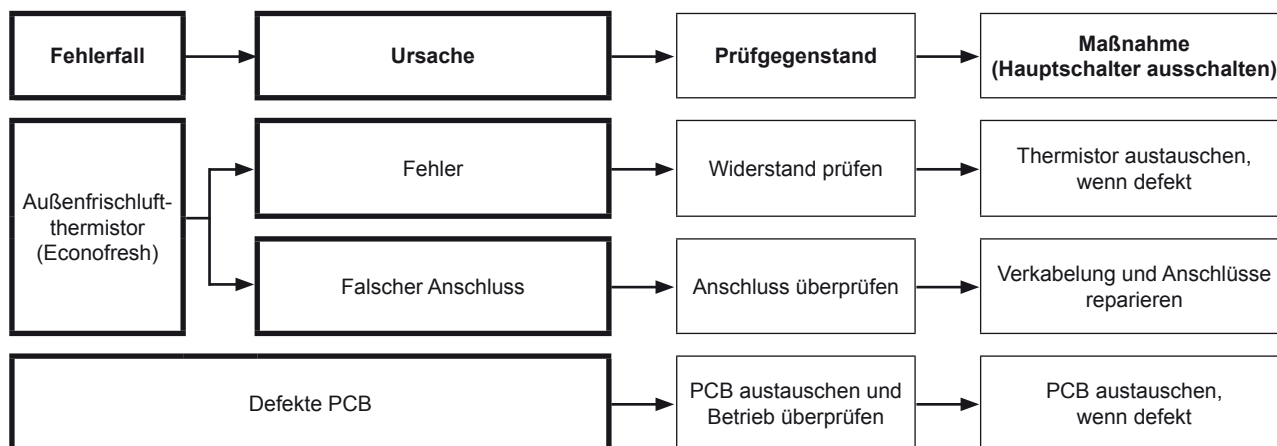 Fehlerfall
Ursache
Prüfgegenstand
Maßnahme
(Hauptschalter ausschalten)
Außenfrischluft-
thermistor
(Econofresh)
Fehler
Widerstand prüfen
Thermistor austauschen,
wenn defekt
Falscher Anschluss
Anschluss überprüfen
Verkabelung und Anschlüsse
reparieren
Defekte PCB
PCB austauschen und
Betrieb überprüfen
PCB austauschen,
wenn defekt